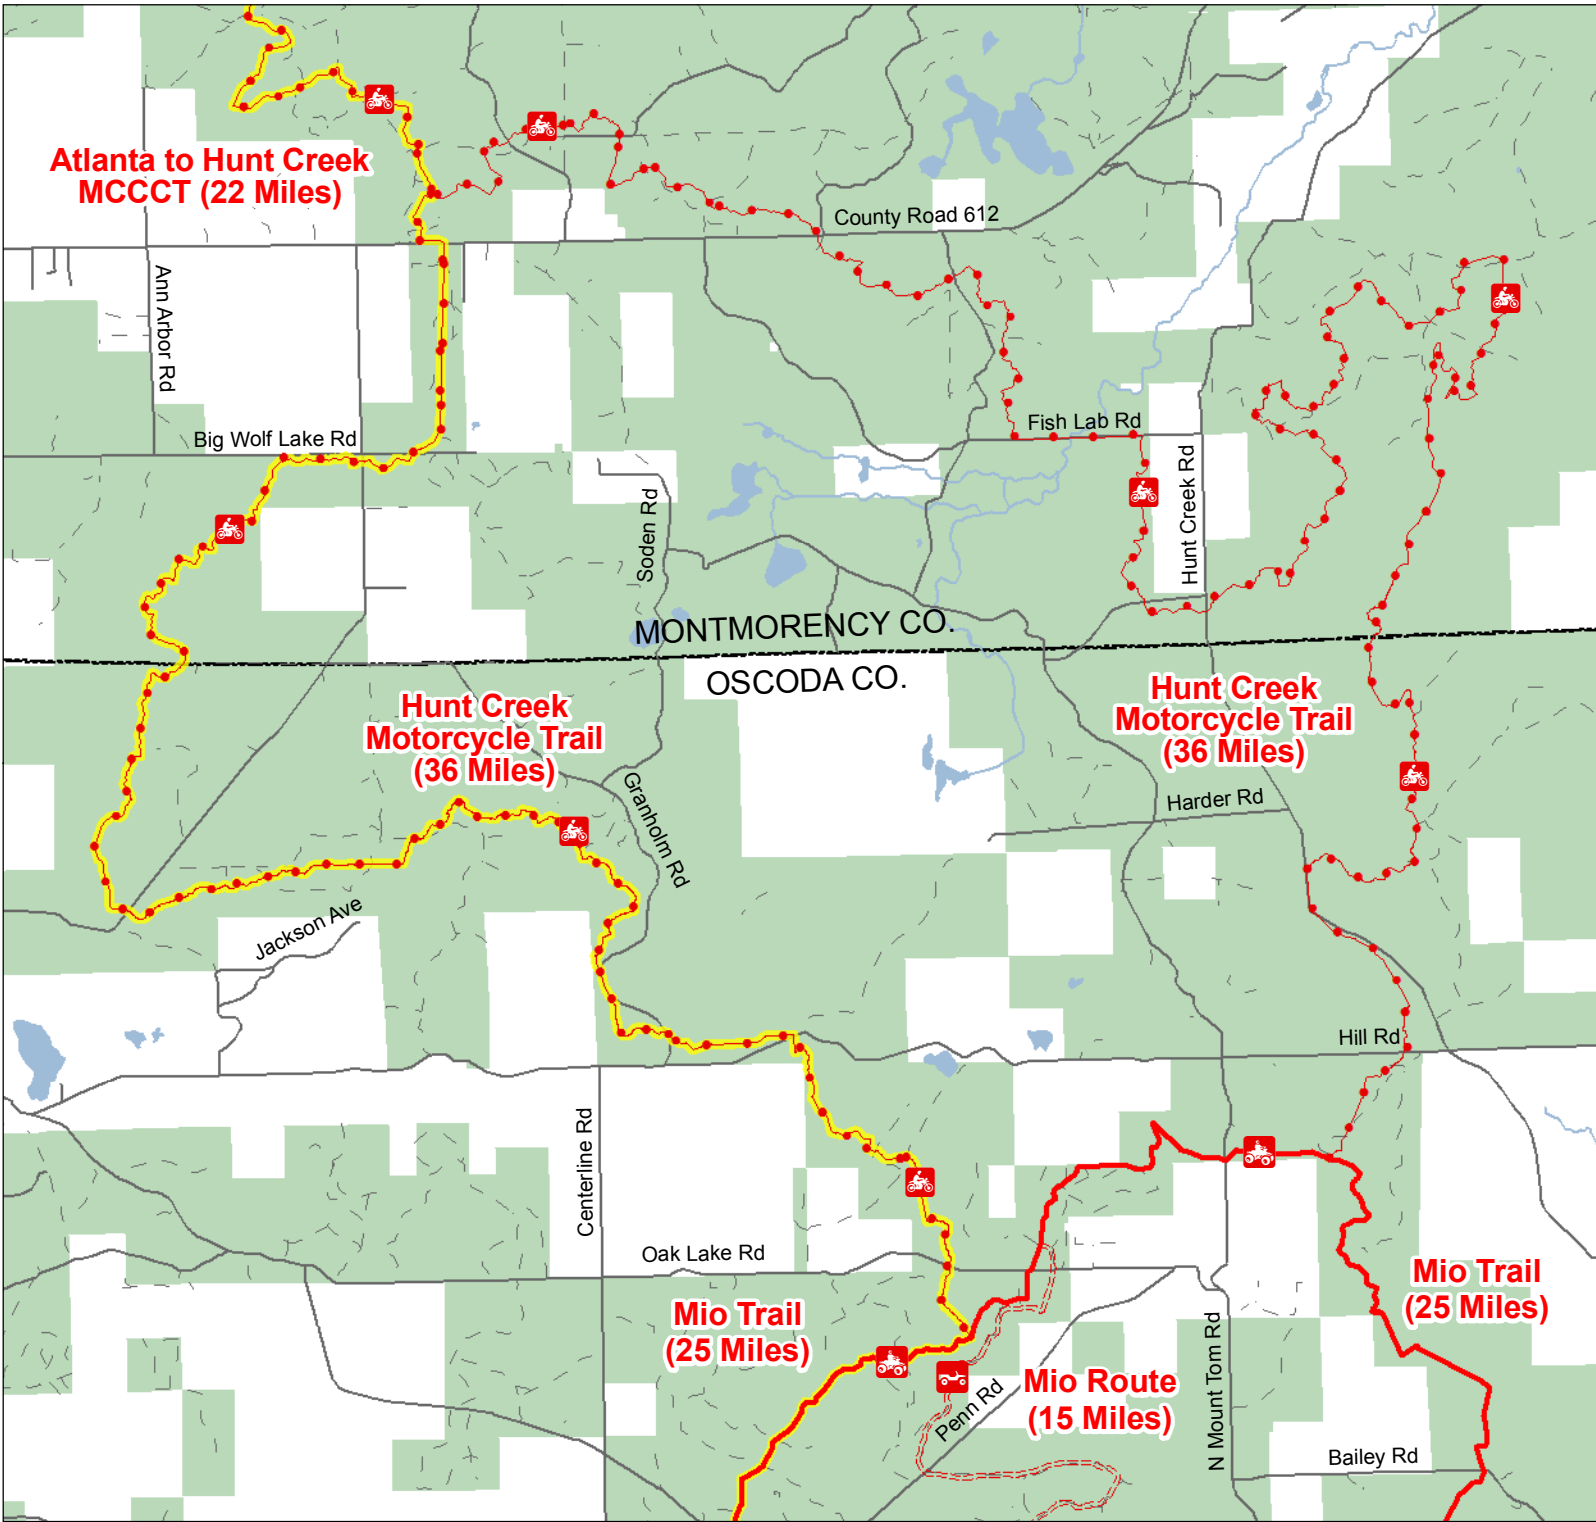 Atlanta to Hunt Creek
MCCCT (22 Miles)
County Road 612
Ann Arbor Rd
Big Wolf Lake Rd
Fish Lab Rd
Hunt Creek Rd
Soden Rd
MONTMORENCY CO.
OSCODA CO.
Hunt Creek
Motorcycle Trail
(36 Miles)
Hunt Creek
Motorcycle Trail
(36 Miles)
Granholm Rd
Harder Rd
Jackson Ave
Hill Rd
Centerline Rd
Oak Lake Rd
Mio Trail
(25 Miles)
Mio Trail
(25 Miles)
Mio Route
(15 Miles)
Penn Rd
N Mount Tom Rd
Bailey Rd